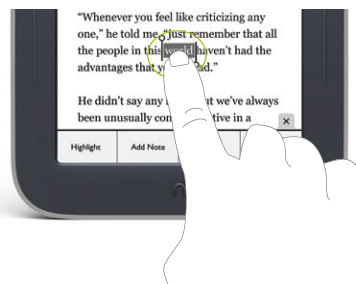 “Whenever you feel like criticizing any
one,” he told me, “just remember that all
the people in this world haven’t had the
advantages that
He didn’t say any we’ve always
been unusually in a
Highlight Add Note